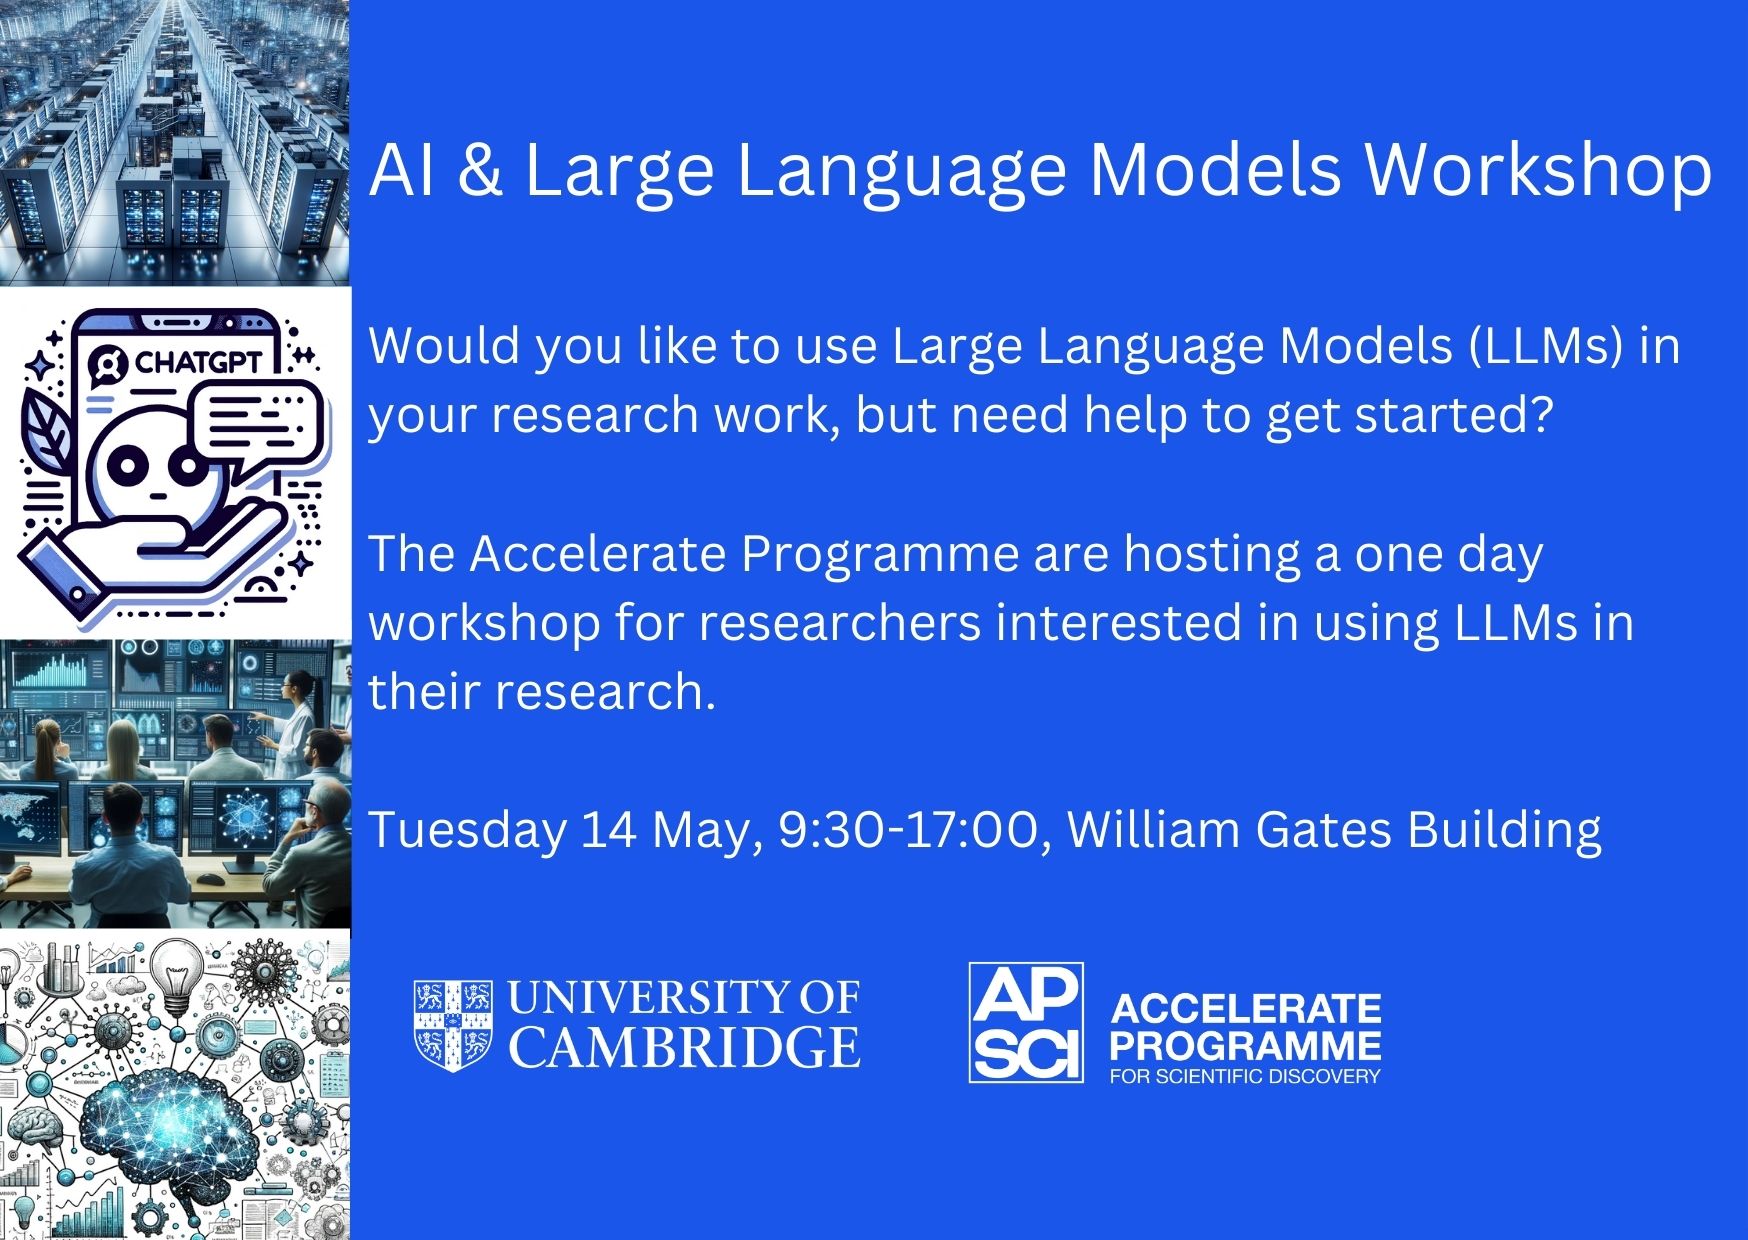 AI & Large Language Models Workshop
CHATGPT
Would you like to use Large Language Models (LLMs) in
your research work, but need help to get started?
The Accelerate Programme are hosting a one day
workshop for researchers interested in using LLMs in
their research.
Tuesday 14 May, 9:30-17:00, William Gates Building
UNIVERSITY OF
CAMBRIDGE
AP
SCI
ACCELERATE
PROGRAMME
FOR SCIENTIFIC DISCOVERY